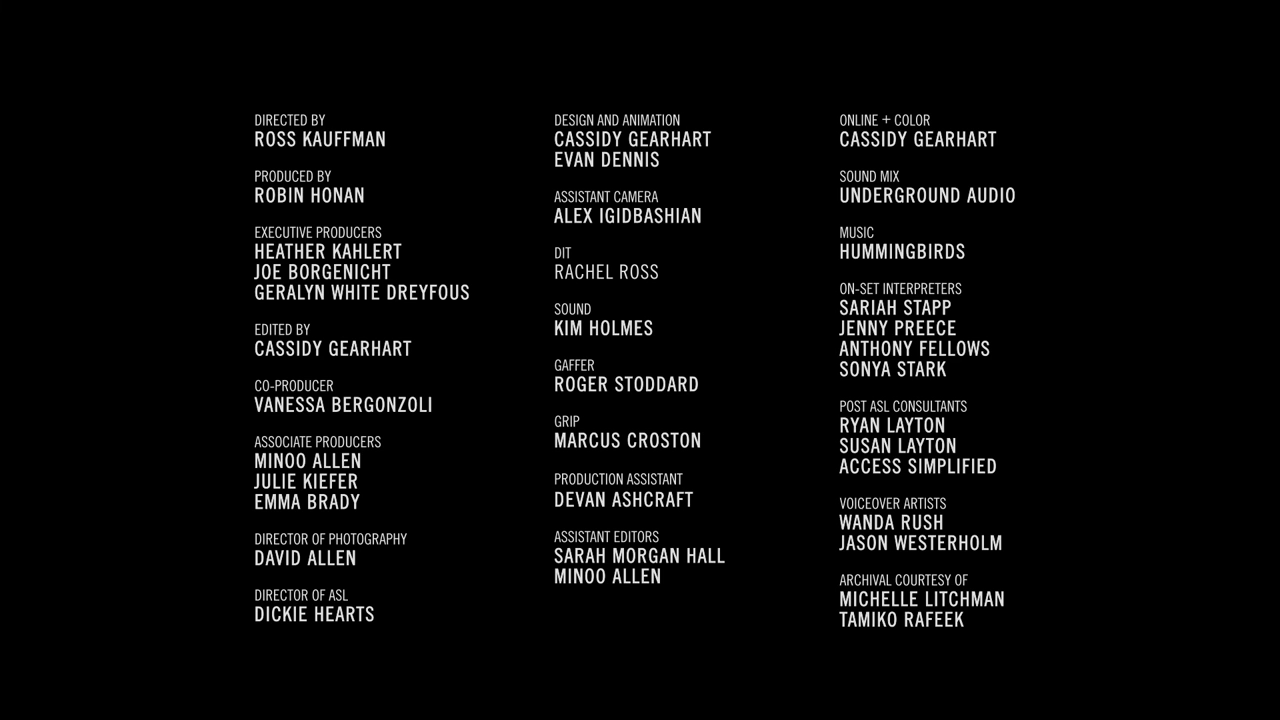 DIRECTED BY
ROSS KAUFFMAN
PRODUCED BY
ROBIN HONAN
EXECUTIVE PRODUCERS
HEATHER KAHLERT
JOE BORGENICHT
GERALYN WHITE DREYFOUS
EDITED BY
CASSIDY GEARHART
CO-PRODUCER
VANESSA BERGONZOLI
ASSOCIATE PRODUCERS
MINOO ALLEN
JULIE KIEFER
EMMA BRADY
DIRECTOR OF PHOTOGRAPHY
DAVID ALLEN
DIRECTOR OF ASL
DICKIE HEARTS
DESIGN AND ANIMATION
CASSIDY GEARHART
EVAN DENNIS
ASSISTANT CAMERA
ALEX IGIDBASHIAN
DIT
RACHEL ROSS
SOUND
KIM HOLMES
GAFFER
ROGER STODDARD
GRIP
MARCUS CROSTON
PRODUCTION ASSISTANT
DEVAN ASHCRAFT
ASSISTANT EDITORS
SARAH MORGAN HALL
MINOO ALLEN
ONLINE + COLOR
CASSIDY GEARHART
SOUND MIX
UNDERGROUND AUDIO
MUSIC
HUMMINGBIRDS
ON-SET INTERPRETERS
SARIAH STAPP
JENNY PREECE
ANTHONY FELLOWS
SONYA STARK
POST ASL CONSULTANTS
RYAN LAYTON
SUSAN LAYTON
ACCESS SIMPLIFIED
VOICEOVER ARTISTS
WANDA RUSH
JASON WESTERHOLM
ARCHIVAL COURTESY OF
MICHELLE LITCHMAN
TAMIKO RAFEEK